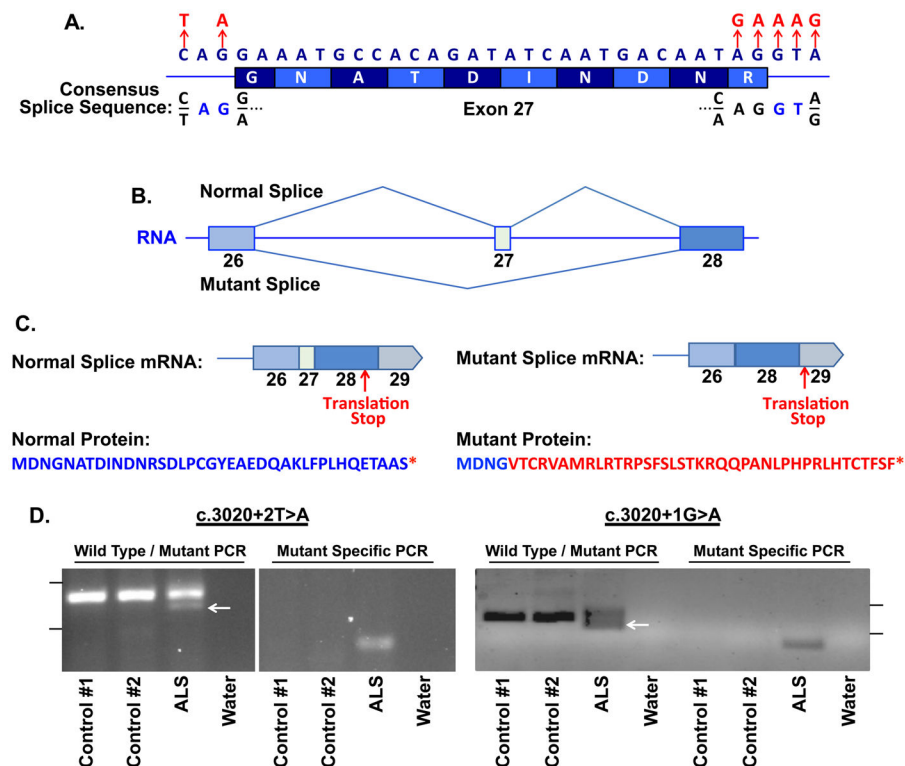 A.
T A G A A A G
C A G G A A A T G C C A C A G A T A T C A A T G A C A A T A G G T A
G N A T D I N D N R
Consensus
Splice Sequence:
C/T A G G/A ... Exon 27 ... C/A A G G T A/G
B.
Normal Splice
RNA
26 27 28
Mutant Splice
C.
Normal Splice mRNA:
26 27 28 29
Translation
Stop
Mutant Splice mRNA:
26 28 29
Translation
Stop
Normal Protein:
MDNGNATDINDNRSDLPCGYEAEDQAKLFPLHQETAAS*
Mutant Protein:
MDNGVTCRVAMRLRTRPSFSLSTKRQQPANLPHPRLHTCTFSF*
D.
c.3020+2T>A
Wild Type / Mutant PCR
Mutant Specific PCR
Control #1
Control #2
ALS
Water
Control #1
Control #2
ALS
Water
c.3020+1G>A
Wild Type / Mutant PCR
Mutant Specific PCR
Control #1
Control #2
ALS
Water
Control #1
Control #2
ALS
Water